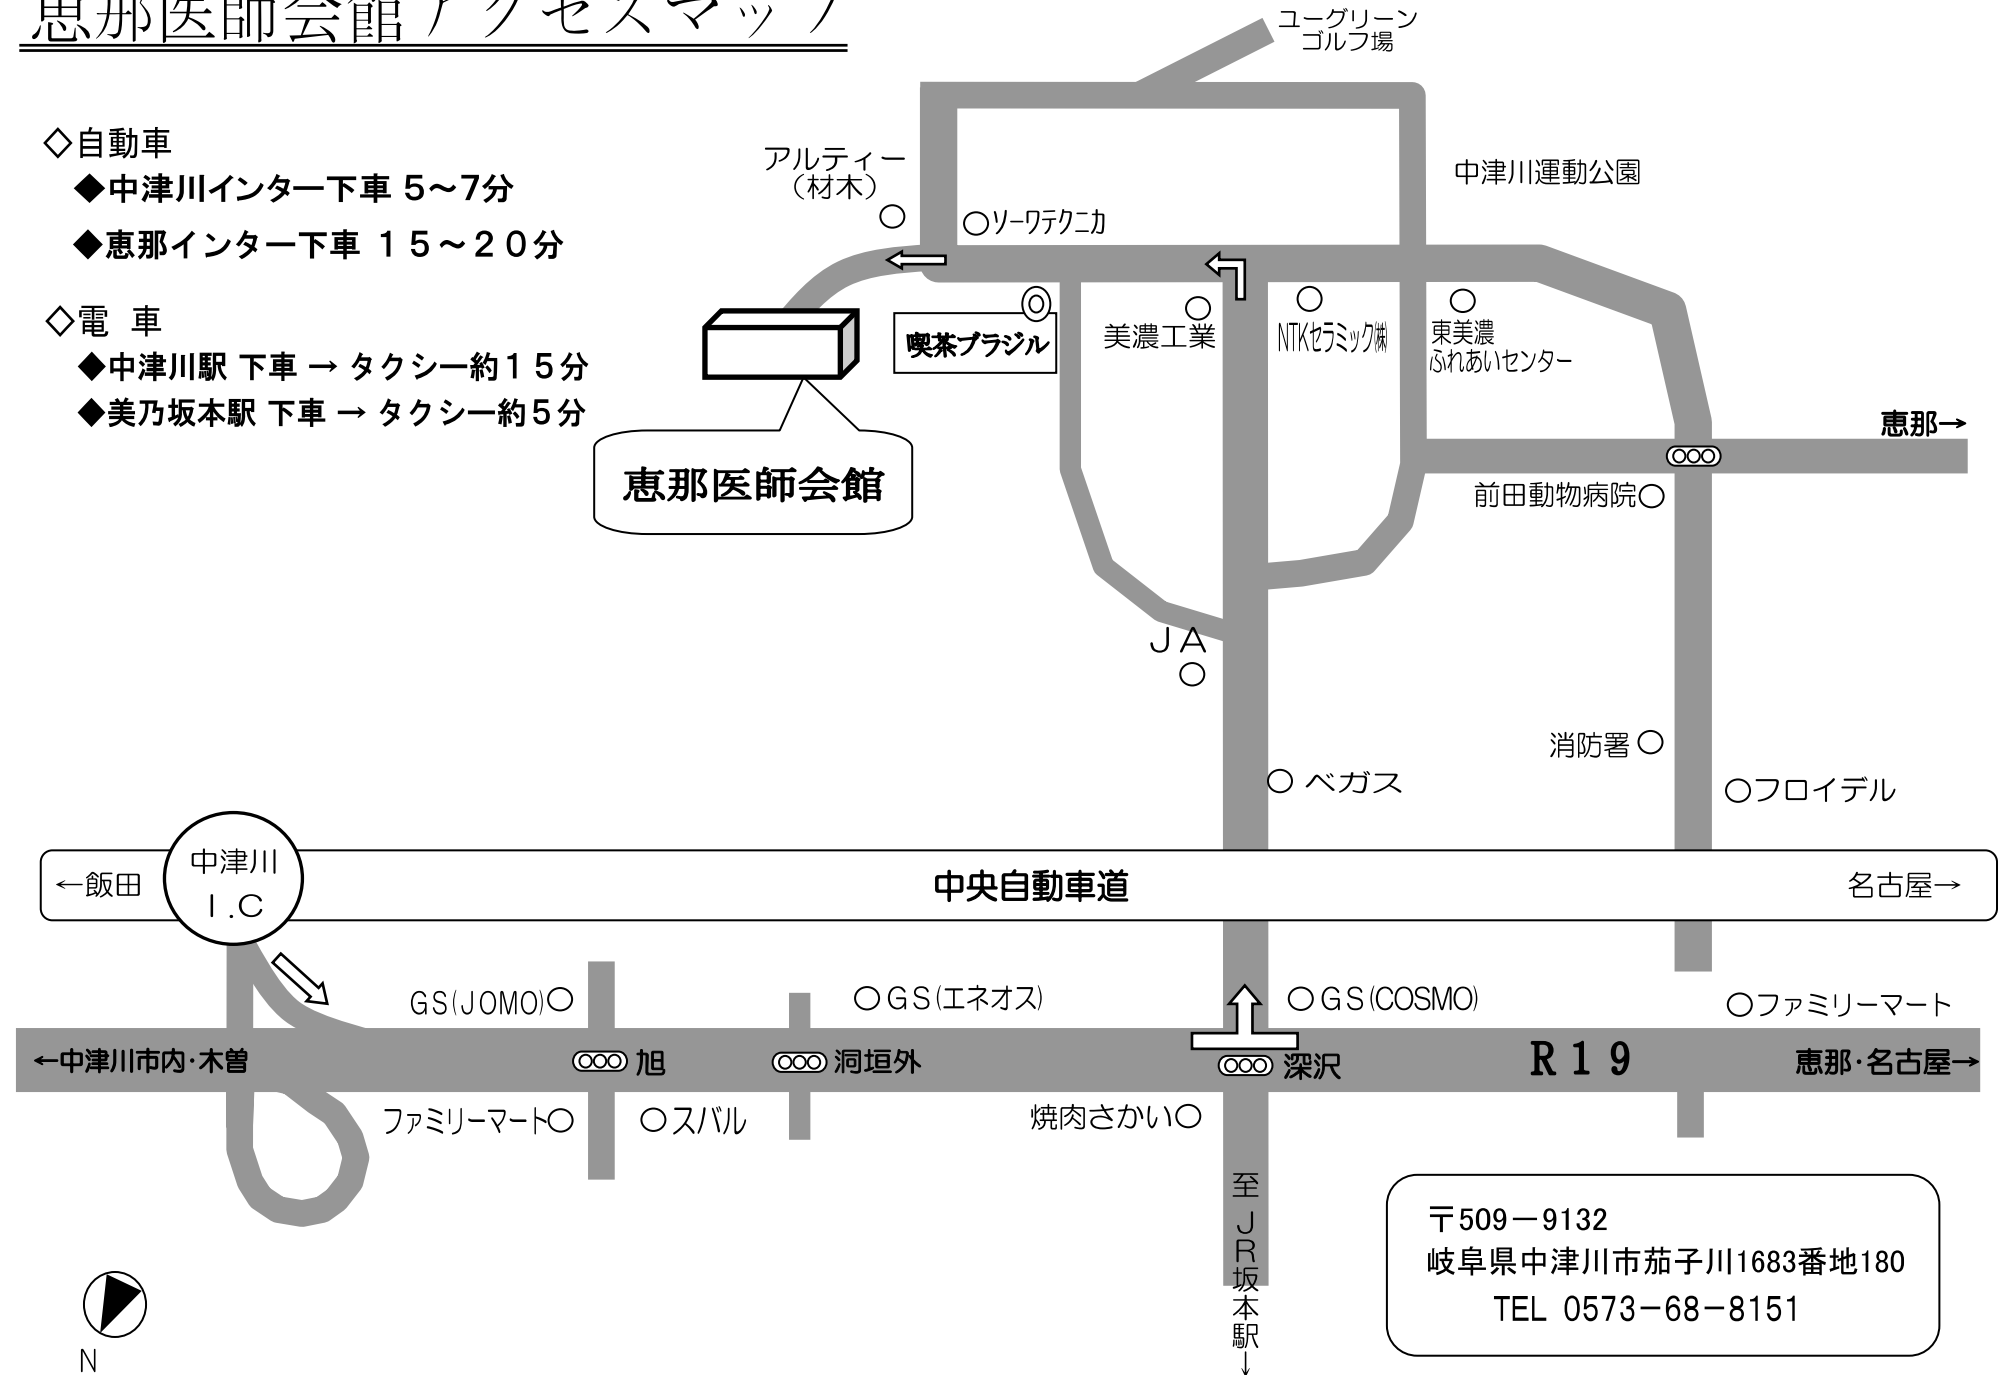 恵那医師会館アクセスマップ
◇自動車
◆中津川インター下車 5～7分
◆恵那インター下車 １５～２０分
◇電 車
◆中津川駅 下車 → タクシー約１５分
◆美乃坂本駅 下車 → タクシー約５分
ユーグリーン
ゴルフ場
中津川運動公園
アルティー
（材木）
ソーワテクニカ
喫茶ブラジル
美濃工業
NTKセラミック㈱
東美濃
ふれあいセンター
恵那→
恵那医師会館
前田動物病院
ＪＡ
消防署
ベガス
フロイデル
中津川
Ｉ.Ｃ
←飯田
中央自動車道
名古屋→
GS(JOMO)
ＧＳ(エネオス)
ＧＳ(COSMO)
ファミリーマート
←中津川市内・木曽
旭
洞垣外
深沢
Ｒ１９
恵那・名古屋→
ファミリーマート
スバル
焼肉さかい
至ＪＲ坂本駅→
〒509－9132
岐阜県中津川市茄子川1683番地180
TEL 0573－68－8151
N